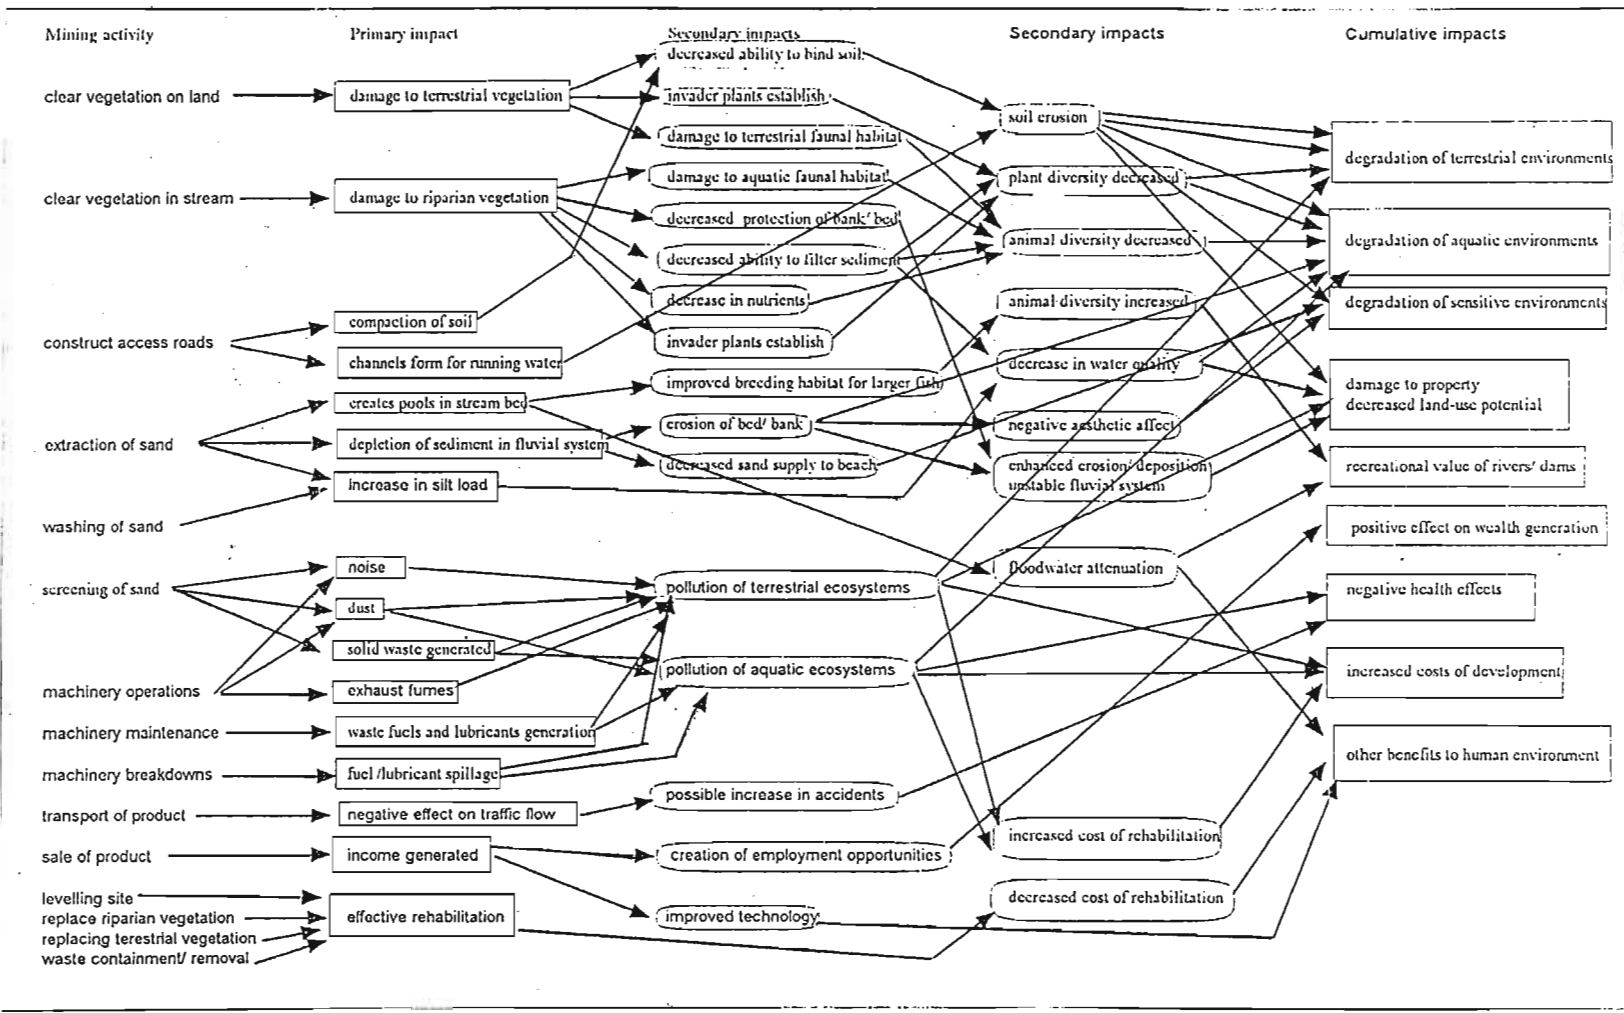 Mining activity
Primary impact
Secondary impacts
Secondary impacts
Cumulative impacts
clear vegetation on land
clear vegetation in stream
construct access roads
extraction of sand
washing of sand
screening of sand
machinery operations
machinery maintenance
machinery breakdowns
transport of product
sale of product
levelling site
replace riparian vegetation
replacing terestrial vegetation
waste containment/ removal
damage to terrestrial vegetation
damage to riparian vegetation
compaction of soil
channels form for running water
creates pools in stream bed
depletion of sediment in fluvial system
increase in silt load
noise
dust
solid waste generated
exhaust fumes
waste fuels and lubricants generation
fuel /lubricant spillage
negative effect on traffic flow
income generated
effective rehabilitation
decreased ability to bind soil
invader plants establish
damage to terrestrial faunal habitat
damage to aquatic faunal habitat
decreased protection of bank/ bed
decreased ability to filter sediment
decrease in nutrients
invader plants establish
improved breeding habitat for larger fish
erosion of bed/ bank
decreased sand supply to beach
pollution of terrestrial ecosystems
pollution of aquatic ecosystems
possible increase in accidents
creation of employment opportunities
improved technology
soil erosion
plant diversity decreased
animal diversity decreased
animal diversity increased
decrease in water quality
negative aesthetic affect
enhanced erosion/ deposition
unstable fluvial system
floodwater attenuation
increased cost of rehabilitation
decreased cost of rehabilitation
degradation of terrestrial environments
degradation of aquatic environments
degradation of sensitive environments
damage to property
decreased land-use potential
recreational value of rivers/ dams
positive effect on wealth generation
negative health effects
increased costs of development
other benefits to human environment